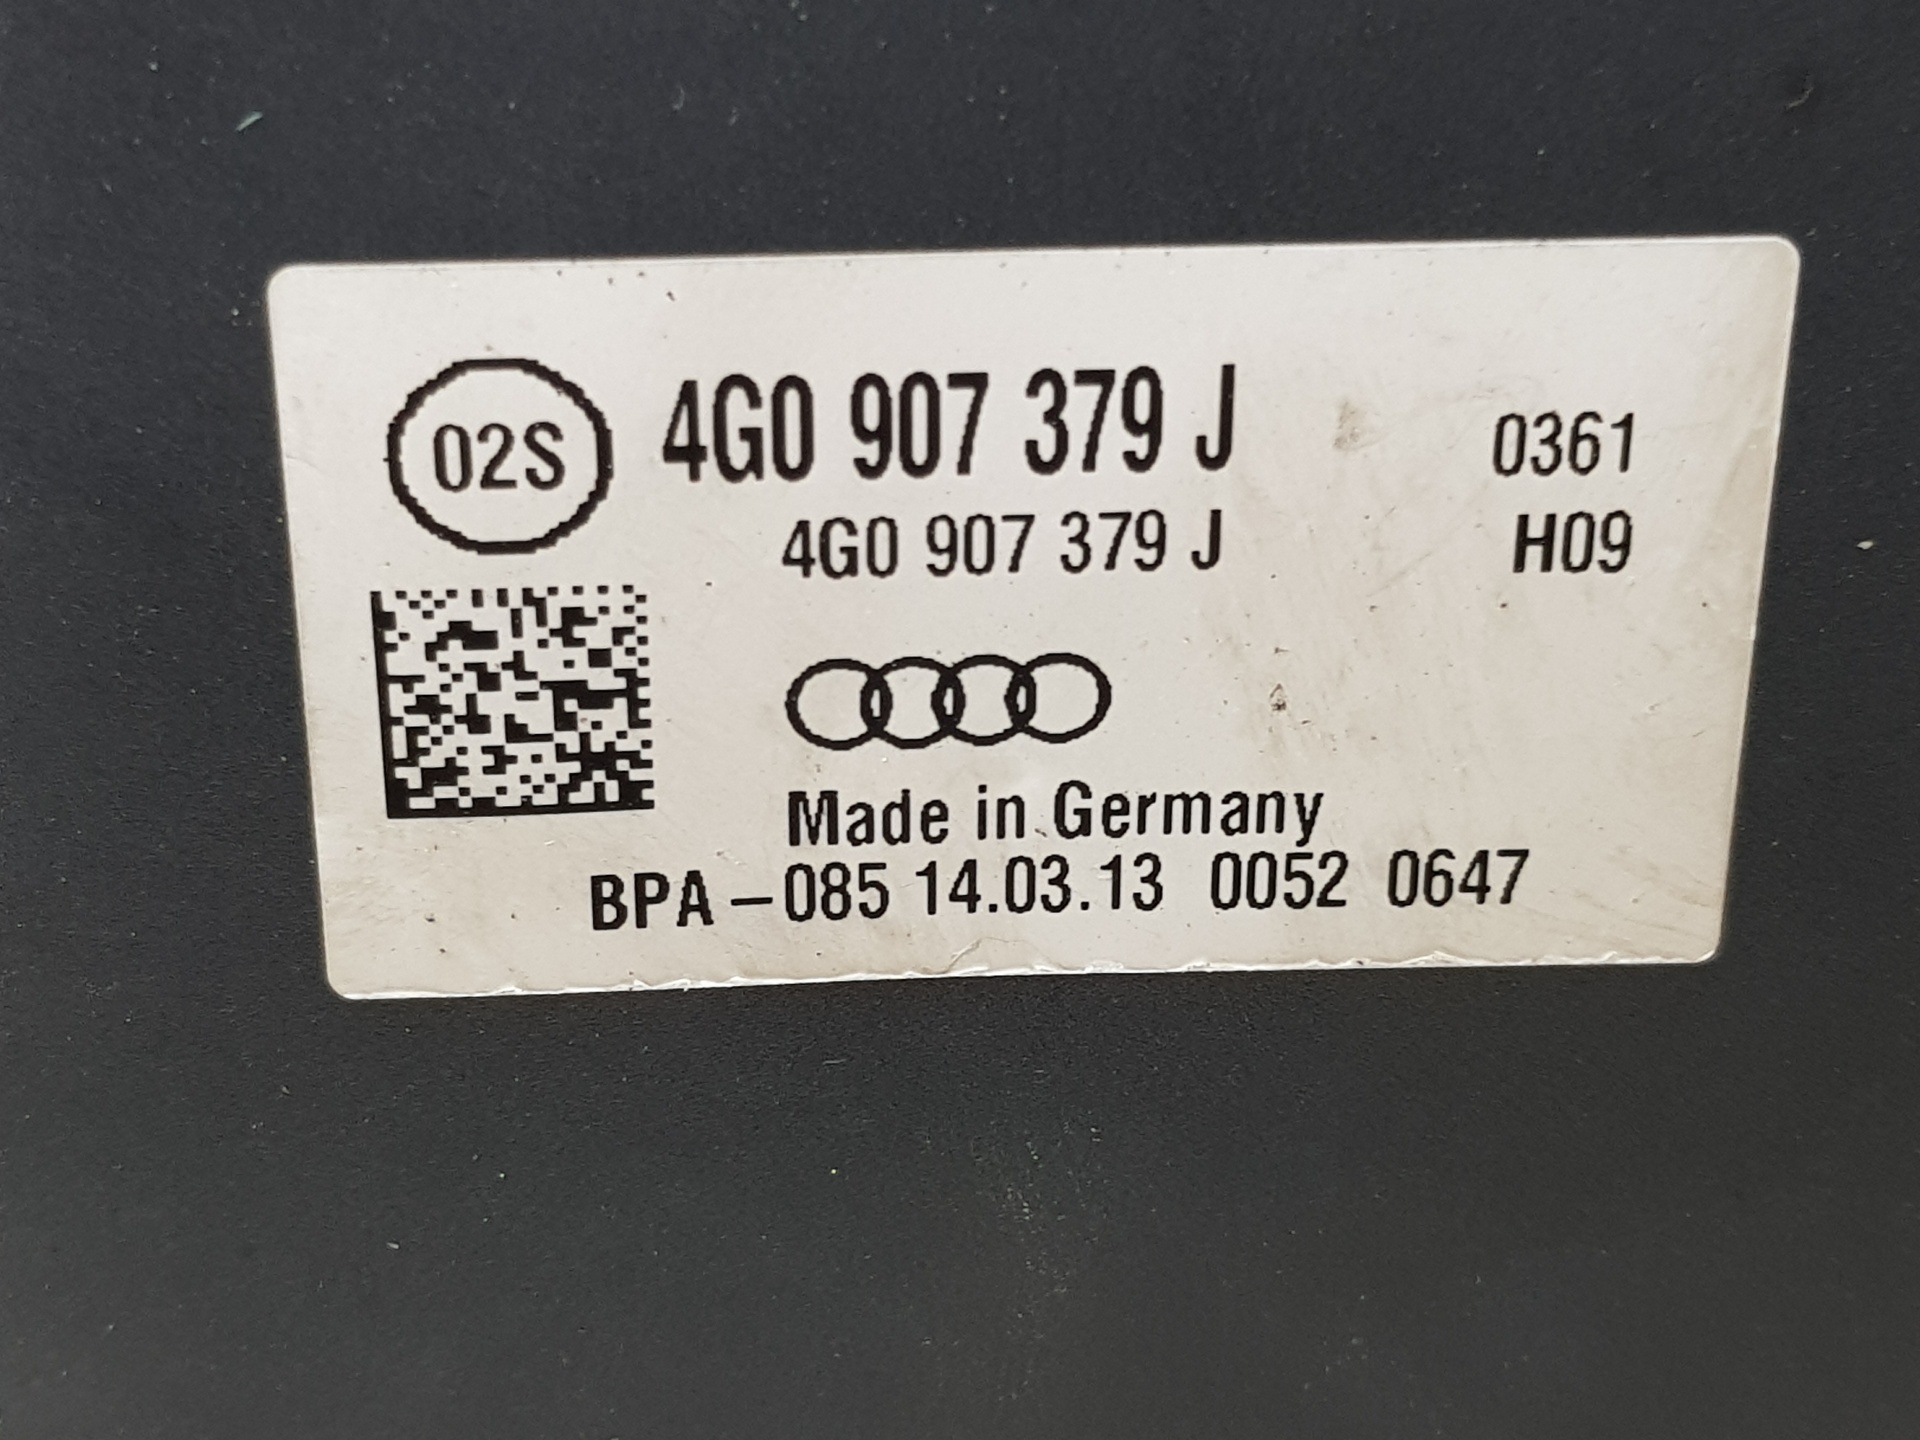 02S 4G0 907 379 J 0361
4G0 907 379 J H09
Made in Germany
BPA-085 14.03.13 0052 0647